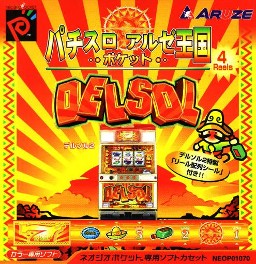 ARUZE
パチスロ アルゼ王国
ポケット
4
Reels
DELSOL
デルソル2
デルソル2特製
「リール配列シール」
付き!!
DELSOL
カラー専用ソフト
ネオジオポケット専用ソフトカセット
NEOP01070